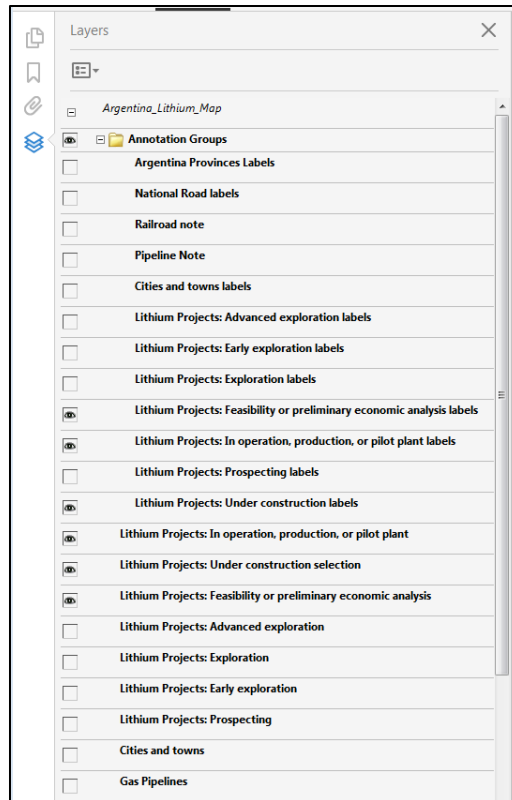 Layers
Argentina_Lithium_Map
Annotation Groups
Argentina Provinces Labels
National Road labels
Railroad note
Pipeline Note
Cities and towns labels
Lithium Projects: Advanced exploration labels
Lithium Projects: Early exploration labels
Lithium Projects: Exploration labels
Lithium Projects: Feasibility or preliminary economic analysis labels
Lithium Projects: In operation, production, or pilot plant labels
Lithium Projects: Prospecting labels
Lithium Projects: Under construction labels
Lithium Projects: In operation, production, or pilot plant
Lithium Projects: Under construction selection
Lithium Projects: Feasibility or preliminary economic analysis
Lithium Projects: Advanced exploration
Lithium Projects: Exploration
Lithium Projects: Early exploration
Lithium Projects: Prospecting
Cities and towns
Gas Pipelines